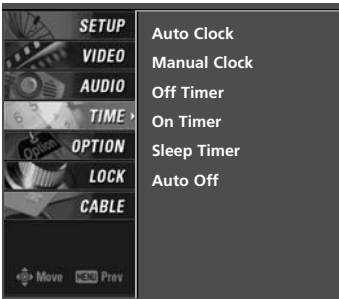 SETUP
VIDEO
AUDIO
TIME
OPTION
LOCK
CABLE
Move MENU Prev
Auto Clock
Manual Clock
Off Timer
On Timer
Sleep Timer
Auto Off